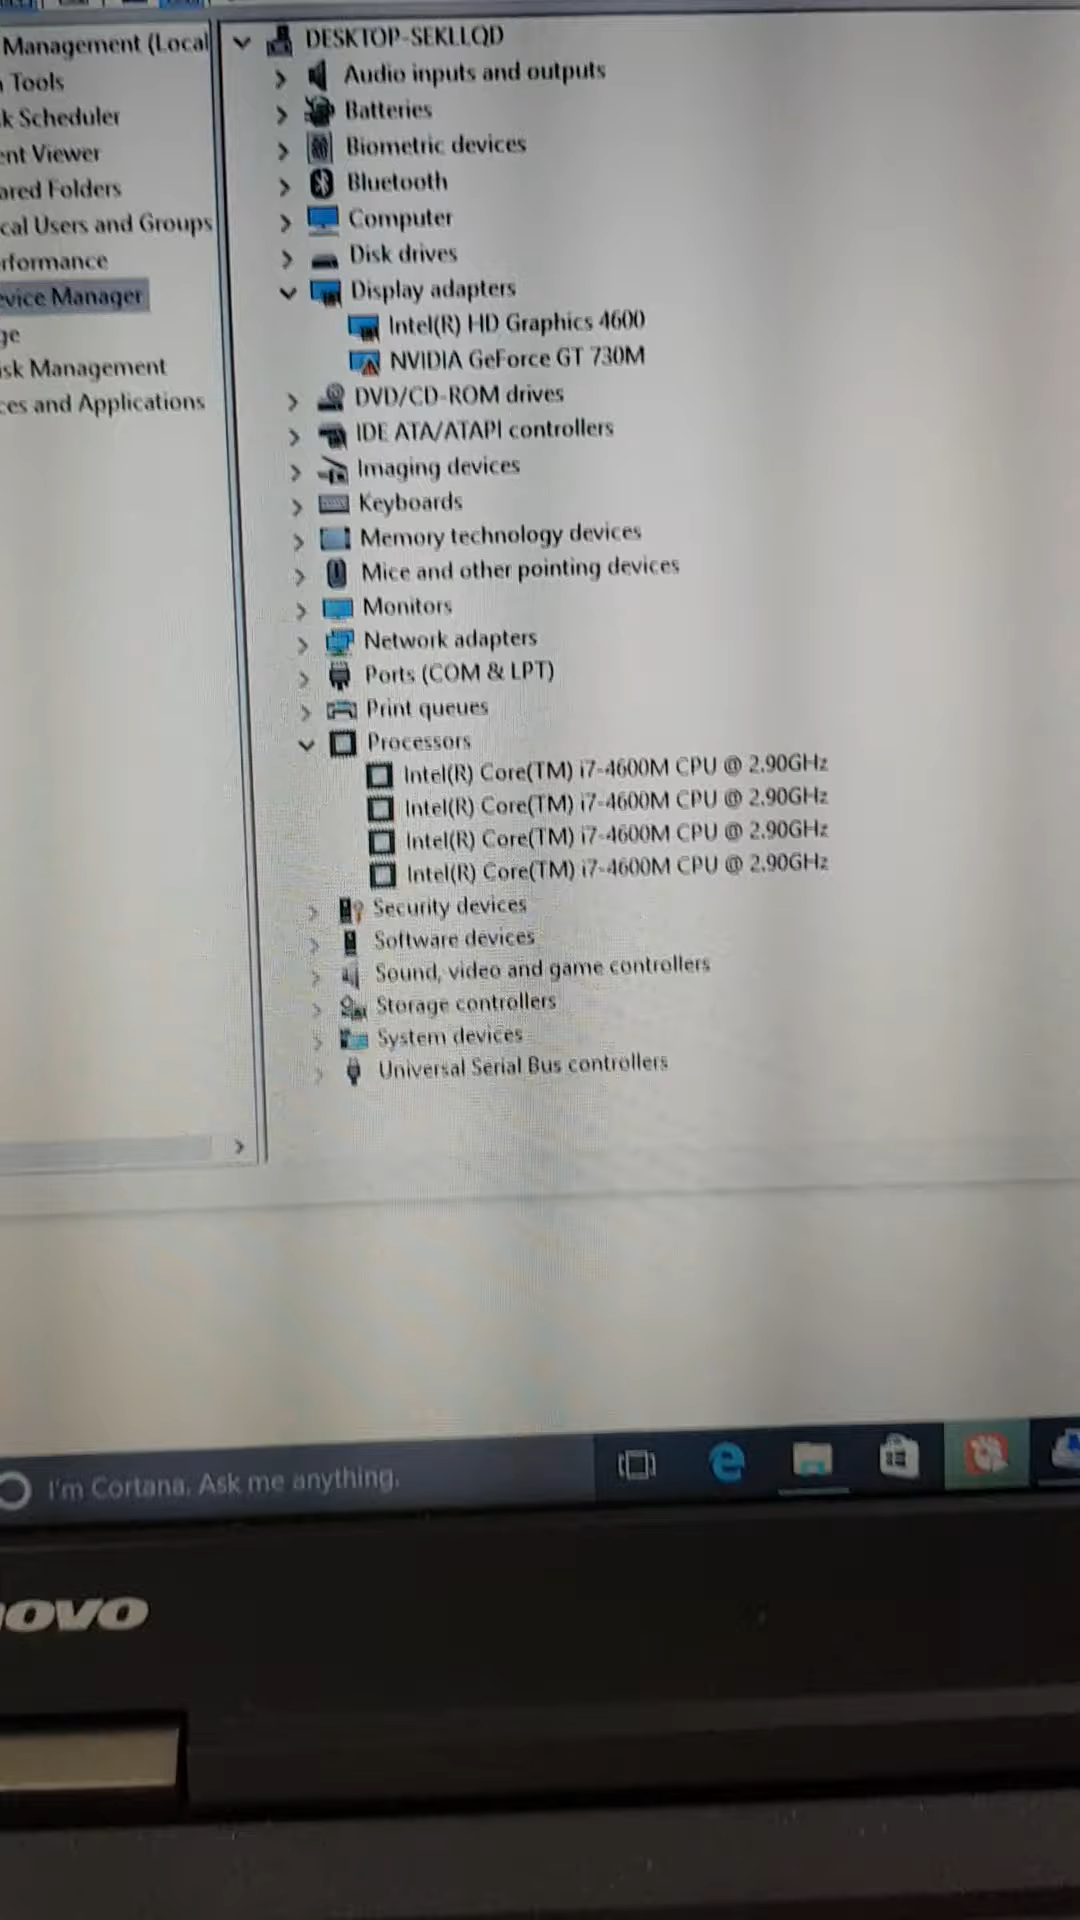 Management (Local
Tools
k Scheduler
ent Viewer
ared Folders
cal Users and Groups
rformance
evice Manager
ge
isk Management
ces and Applications
DESKTOP-SEKLLQD
Audio inputs and outputs
Batteries
Biometric devices
Bluetooth
Computer
Disk drives
Display adapters
Intel(R) HD Graphics 4600
NVIDIA GeForce GT 730M
DVD/CD-ROM drives
IDE ATA/ATAPI controllers
Imaging devices
Keyboards
Memory technology devices
Mice and other pointing devices
Monitors
Network adapters
Ports (COM & LPT)
Print queues
Processors
Intel(R) Core(TM) i7-4600M CPU @ 2.90GHz
Intel(R) Core(TM) i7-4600M CPU @ 2.90GHz
Intel(R) Core(TM) i7-4600M CPU @ 2.90GHz
Intel(R) Core(TM) i7-4600M CPU @ 2.90GHz
Security devices
Software devices
Sound, video and game controllers
Storage controllers
System devices
Universal Serial Bus controllers
I'm Cortana. Ask me anything.
ovo